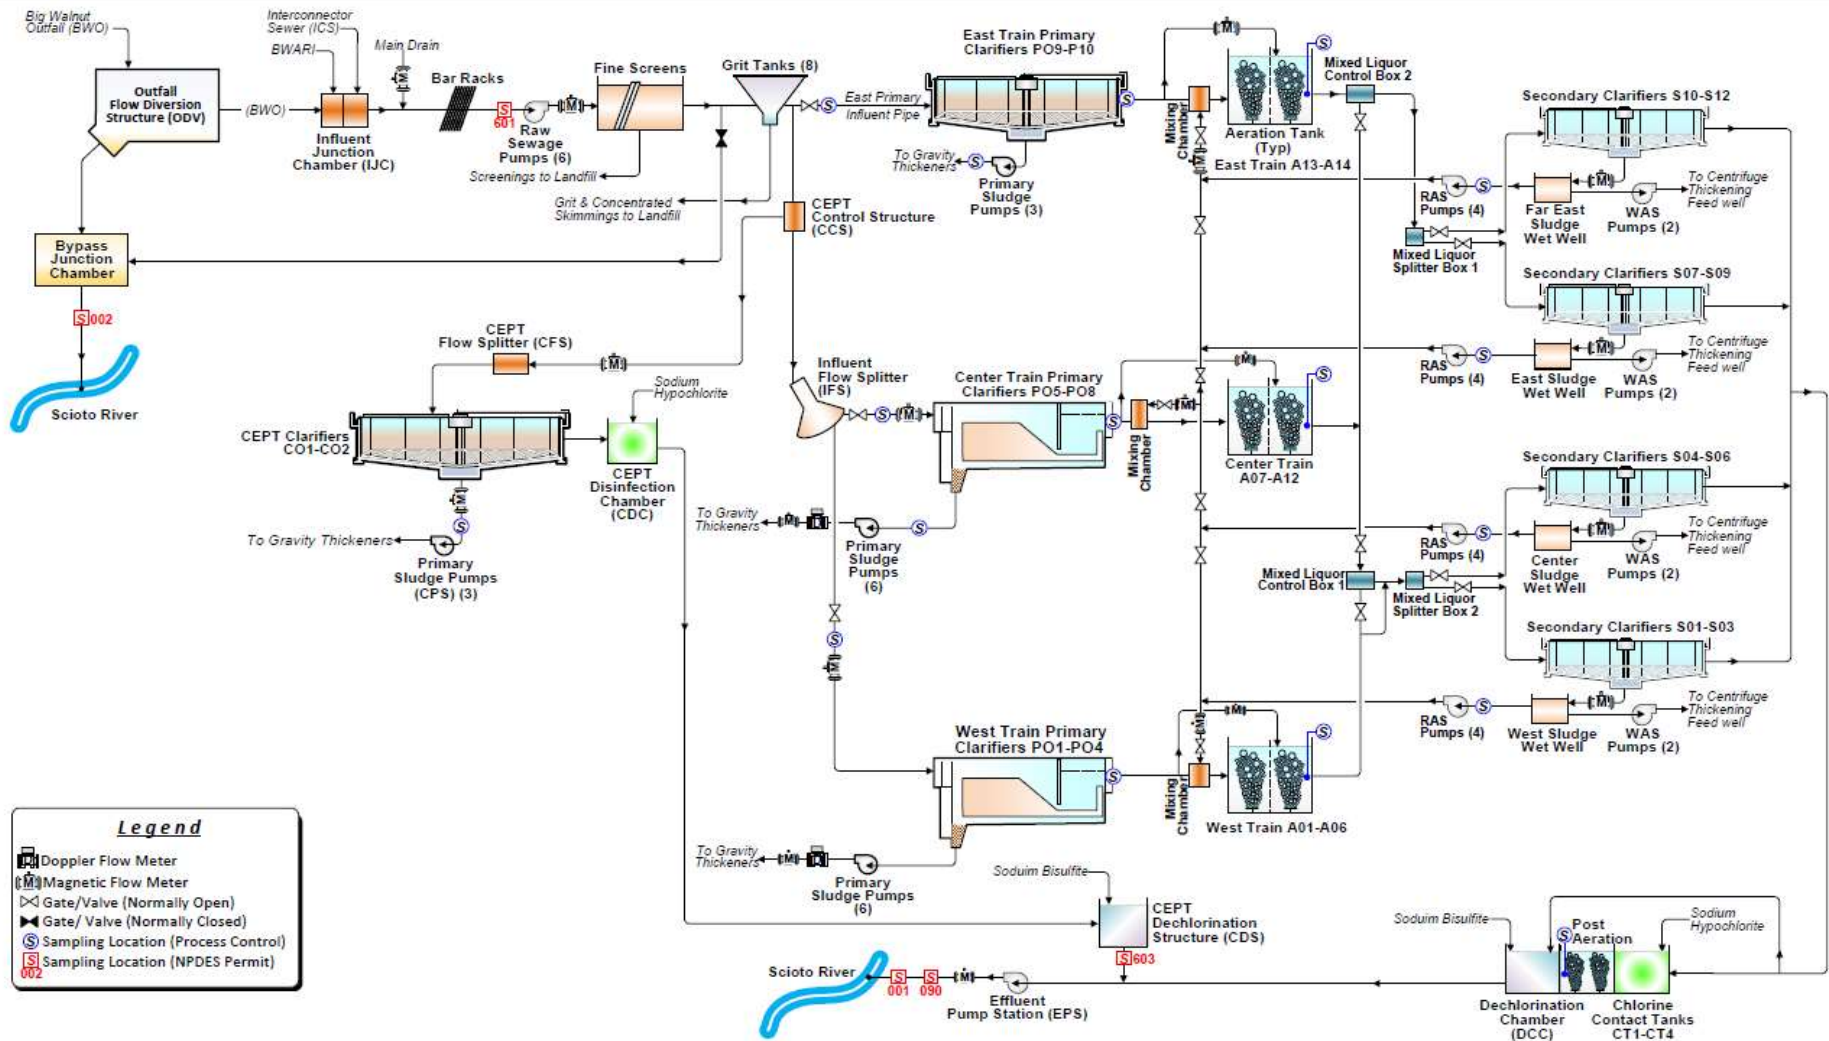 Big Walnut
Outfall (BWO)
Interconnector
Sewer (ICS)
BWARI
Main Drain
Outfall
Flow Diversion
Structure (ODV)
(BWO)
Influent
Junction
Chamber (IJC)
Bar Racks
S
601
Raw
Sewage
Pumps (6)
M
Fine Screens
Screenings to Landfill
Grit Tanks (8)
Grit & Concentrated
Skimmings to Landfill
S
East Primary
Influent Pipe
East Train Primary
Clarifiers PO9-P10
To Gravity
Thickeners
S
Primary
Sludge
Pumps (3)
Mixing
Chamber
M
S
Aeration Tank
(Typ)
East Train A13-A14
Mixed Liquor
Control Box 2
Secondary Clarifiers S10-S12
RAS
Pumps (4)
S
M
Far East
Sludge
Wet Well
WAS
Pumps (2)
To Centrifuge
Thickening
Feed well
Mixed Liquor
Splitter Box 1
CEPT
Control Structure
(CCS)
Bypass
Junction
Chamber
S 002
Scioto River
Secondary Clarifiers S07-S09
RAS
Pumps (4)
S
M
East Sludge
Wet Well
WAS
Pumps (2)
To Centrifuge
Thickening
Feed well
CEPT
Flow Splitter (CFS)
M
Sodium
Hypochlorite
CEPT Clarifiers
CO1-CO2
CEPT
Disinfection
Chamber
(CDC)
M
S
To Gravity Thickeners
Primary
Sludge Pumps
(CPS) (3)
Influent
Flow Splitter
(IFS)
S
M
Center Train Primary
Clarifiers PO5-PO8
S
Mixing
Chamber
M
M
S
Center Train
A07-A12
To Gravity
Thickeners
M
Primary
Sludge
Pumps
(6)
S
Secondary Clarifiers S04-S06
RAS
Pumps (4)
S
M
Center
Sludge
Wet Well
WAS
Pumps (2)
To Centrifuge
Thickening
Feed well
Mixed Liquor
Control Box 1
Mixed Liquor
Splitter Box 2
Secondary Clarifiers S01-S03
RAS
Pumps (4)
S
M
West Sludge
Wet Well
WAS
Pumps (2)
To Centrifuge
Thickening
Feed well
S
M
West Train Primary
Clarifiers PO1-PO4
S
Mixing
Chamber
M
M
S
West Train A01-A06
To Gravity
Thickeners
M
Primary
Sludge Pumps
(6)
Legend
Doppler Flow Meter
M Magnetic Flow Meter
Gate/Valve (Normally Open)
Gate/ Valve (Normally Closed)
S Sampling Location (Process Control)
S Sampling Location (NPDES Permit)
002
Soduim Bisulfite
CEPT
Dechlorination
Structure (CDS)
S 603
Scioto River
S
001
S
090
M
Effluent
Pump Station (EPS)
Soduim Bisulfite
S
Post
Aeration
Sodium
Hypochlorite
Dechlorination
Chamber
(DCC)
Chlorine
Contact Tanks
CT1-CT4